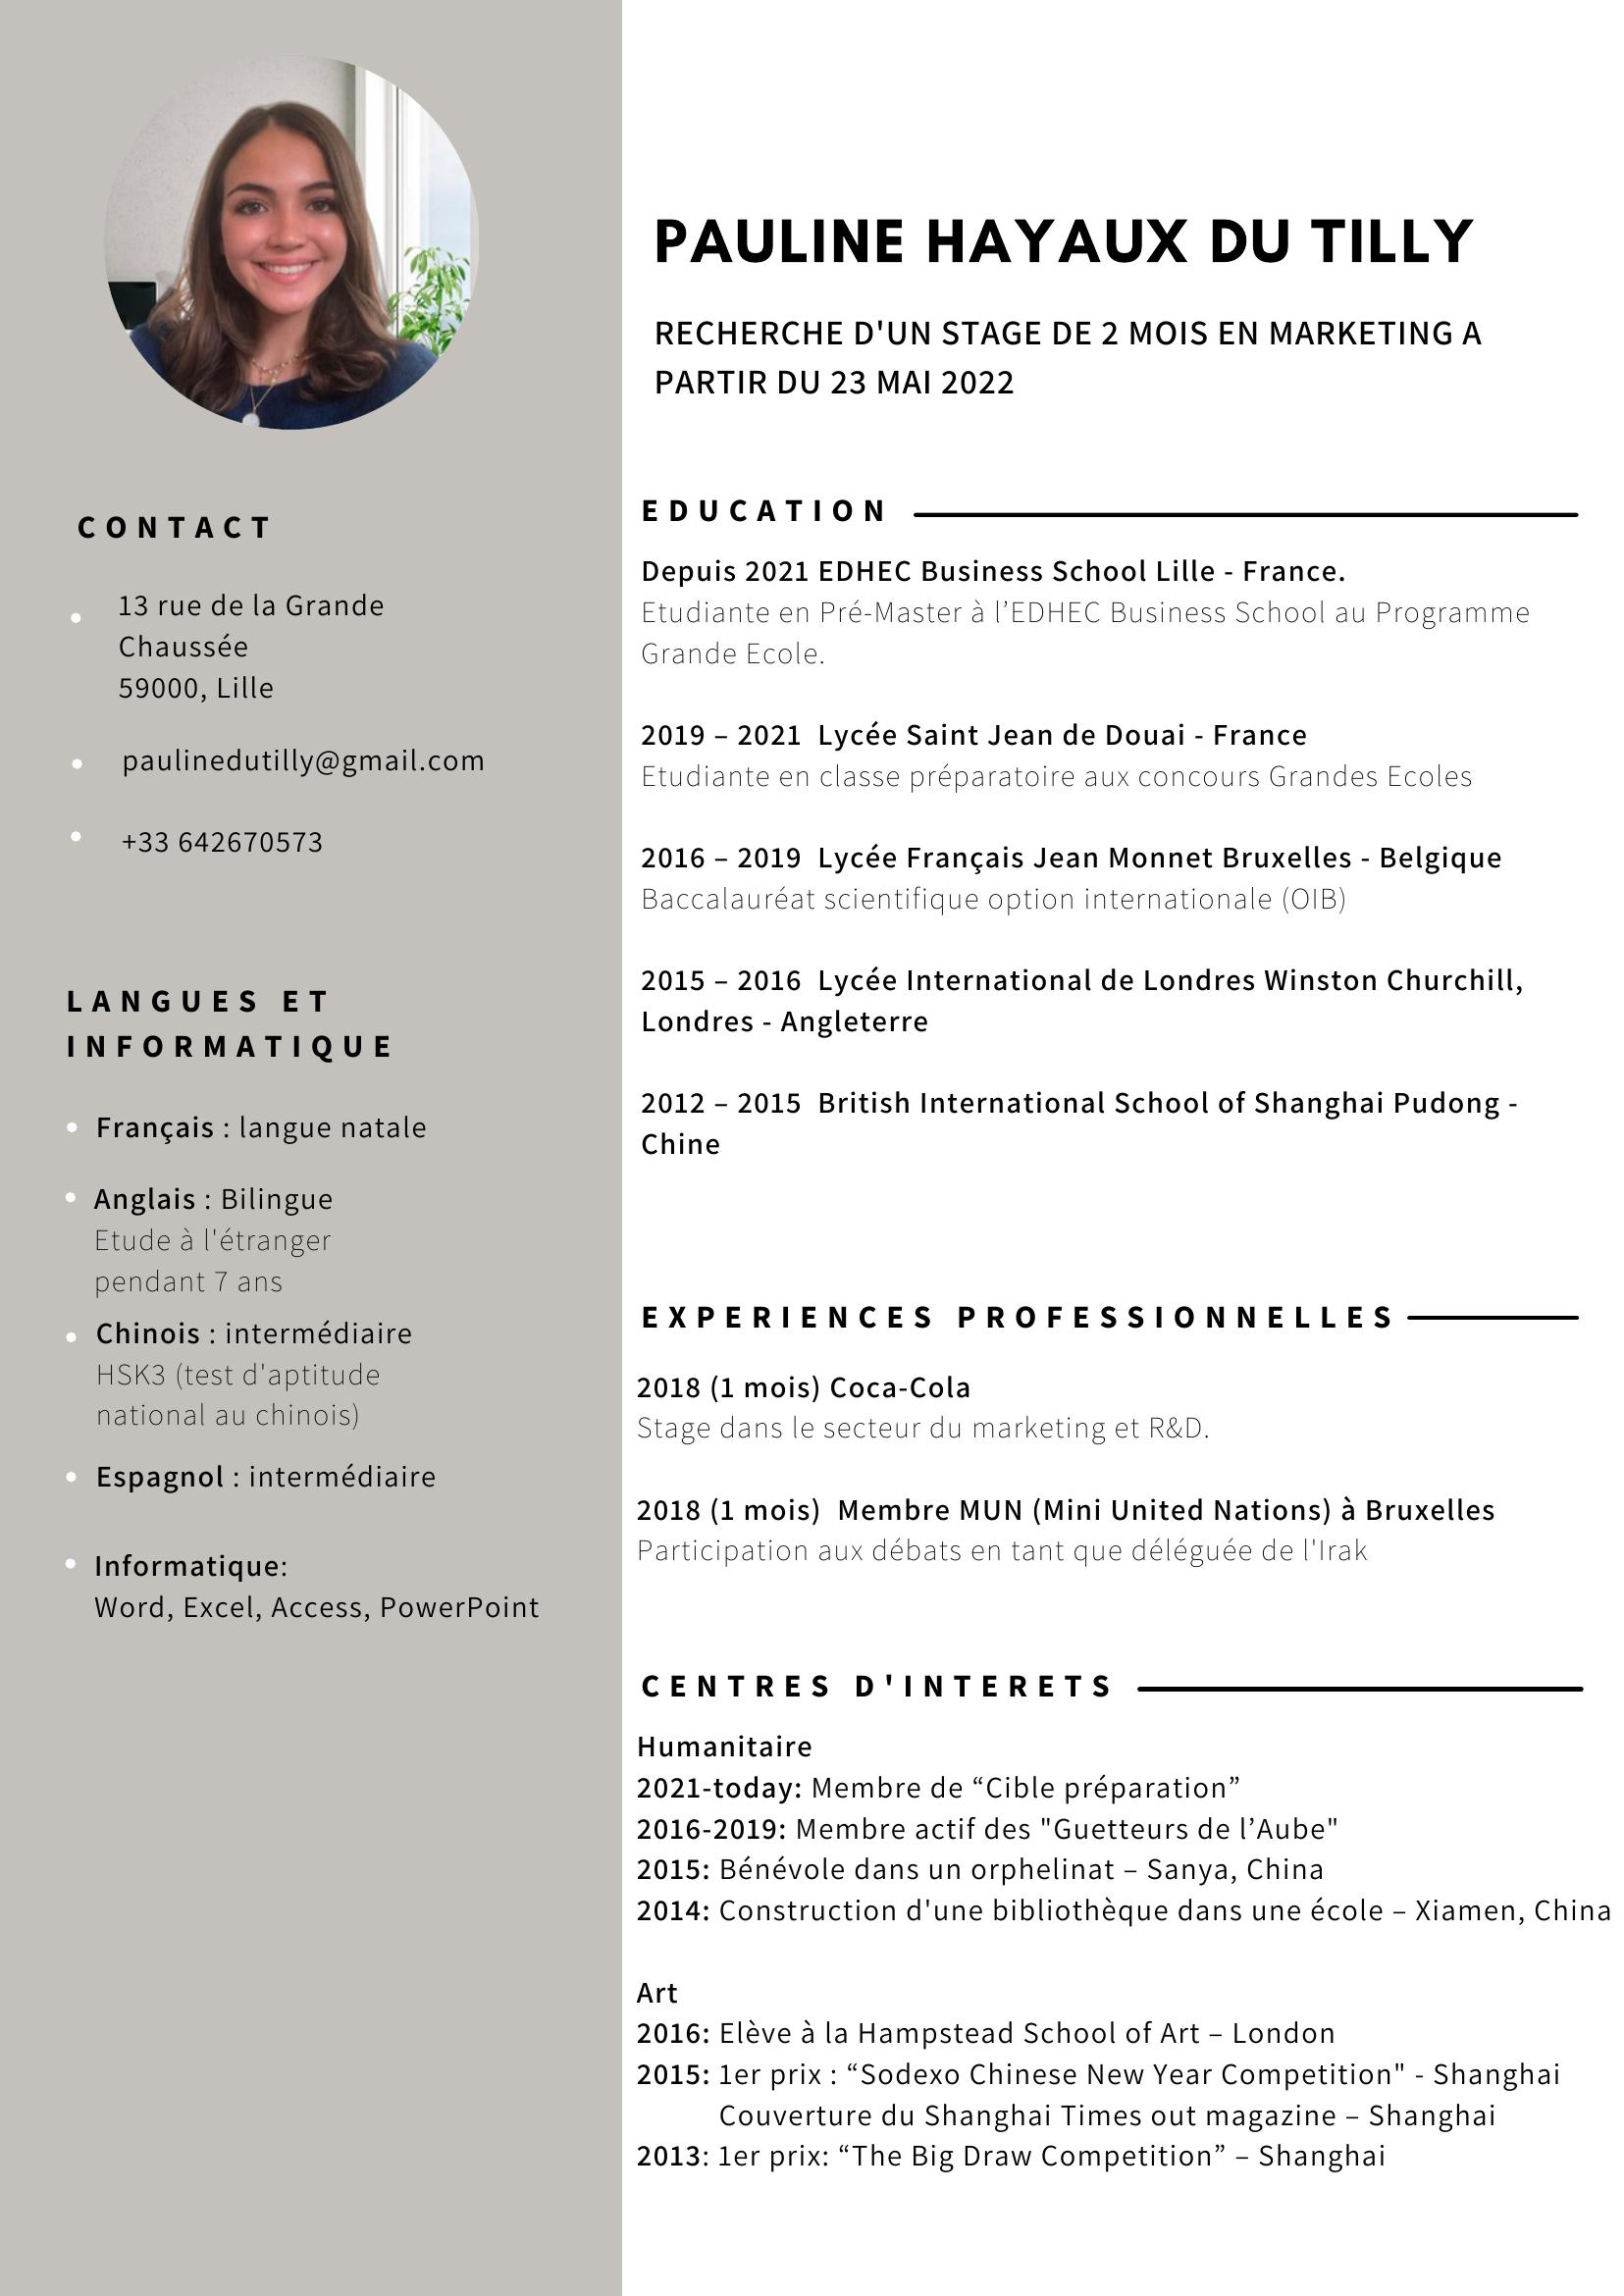 PAULINE HAYAUX DU TILLY
RECHERCHE D'UN STAGE DE 2 MOIS EN MARKETING A
PARTIR DU 23 MAI 2022
CONTACT
13 rue de la Grande
Chaussée
59000, Lille
paulinedutilly@gmail.com
+33 642670573
LANGUES ET
INFORMATIQUE
Français : langue natale
Anglais : Bilingue
Etude à l'étranger
pendant 7 ans
Chinois : intermédiaire
HSK3 (test d'aptitude
national au chinois)
Espagnol : intermédiaire
Informatique:
Word, Excel, Access, PowerPoint
EDUCATION
Depuis 2021 EDHEC Business School Lille - France.
Etudiante en Pré-Master à l’EDHEC Business School au Programme
Grande Ecole.
2019 – 2021  Lycée Saint Jean de Douai - France
Etudiante en classe préparatoire aux concours Grandes Ecoles
2016 – 2019  Lycée Français Jean Monnet Bruxelles - Belgique
Baccalauréat scientifique option internationale (OIB)
2015 – 2016  Lycée International de Londres Winston Churchill,
Londres - Angleterre
2012 – 2015  British International School of Shanghai Pudong -
Chine
EXPERIENCES PROFESSIONNELLES
2018 (1 mois) Coca-Cola
Stage dans le secteur du marketing et R&D.
2018 (1 mois)  Membre MUN (Mini United Nations) à Bruxelles
Participation aux débats en tant que déléguée de l'Irak
CENTRES D'INTERETS
Humanitaire
2021-today: Membre de “Cible préparation”
2016-2019: Membre actif des "Guetteurs de l’Aube"
2015: Bénévole dans un orphelinat – Sanya, China
2014: Construction d'une bibliothèque dans une école – Xiamen, China
Art
2016: Elève à la Hampstead School of Art – London
2015: 1er prix : “Sodexo Chinese New Year Competition" - Shanghai
Couverture du Shanghai Times out magazine – Shanghai
2013: 1er prix: “The Big Draw Competition” – Shanghai